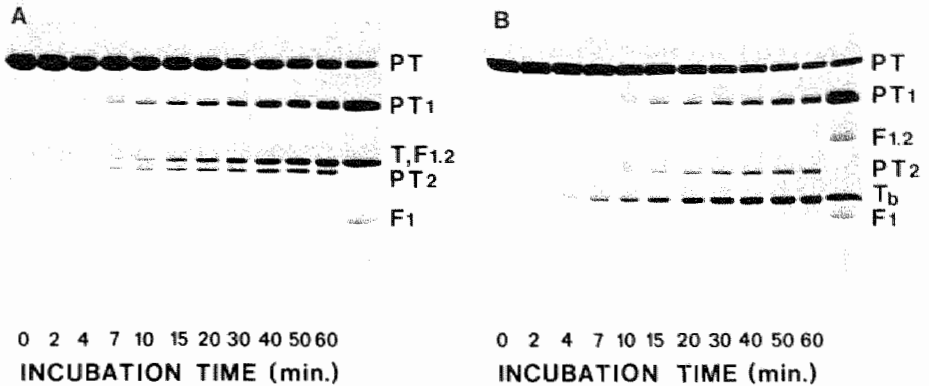 A
PT
PT1
T,F1.2
PT2
F1
0 2 4 7 10 15 20 30 40 50 60
INCUBATION TIME (min.)
B
PT
PT1
F1.2
PT2
Tb
F1
0 2 4 7 10 15 20 30 40 50 60
INCUBATION TIME (min.)